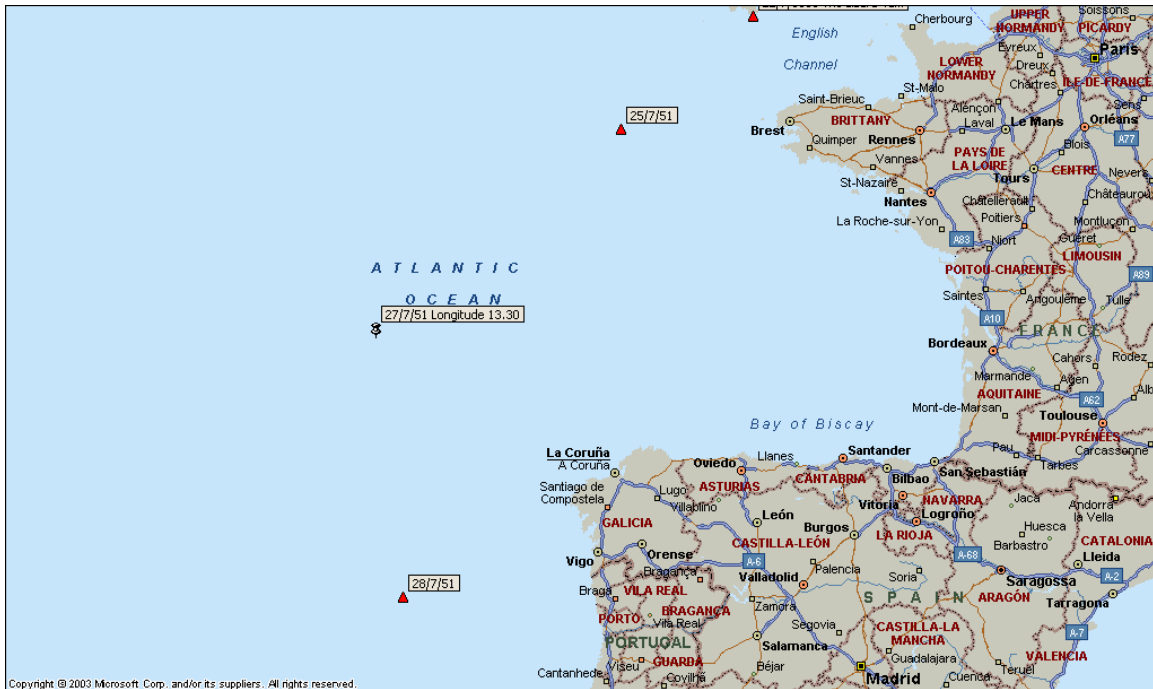 Cherbourg
English
Channel
UPPER
NORMANDY
Soissons
PICARDY
Evreux
Paris
Dreux
LOWER
NORMANDY
ÎLE-DE-FRANCE
Chartres
Sens
St-Malo
Saint-Brieuc
Alençon
25/7/51
BRITTANY
Brest
Rennes
Laval
Le Mans
Orléans
A77
Quimper
PAYS DE
LA LOIRE
Blois
Vannes
Tours
CENTRE
Nevers
St-Nazaire
Nantes
Châtellerault
Châteauroux
La Roche-sur-Yon
Poitiers
Montluçon
A83
Niort
Guéret
LIMOUSIN
ATLANTIC
OCEAN
POITOU-CHARENTES
A89
Saintes
Angoulême
Tulle
27/7/51 Longitude 13.30
A10
FRANCE
Bordeaux
Cahors
Rodez
Marmande
Agen
A62
AQUITAINE
Mont-de-Marsan
Toulouse
Bay of Biscay
MIDI-PYRÉNÉES
Pau
Carcassonne
Tarbes
La Coruña
A Coruña
Oviedo
Llanes
Santander
San Sebastián
Bilbao
ASTURIAS
CANTABRIA
Santiago de
Compostela
Lugo
Villablino
Vitoria
NAVARRA
Jaca
Andorra
la Vella
León
Logroño
Huesca
GALICIA
Burgos
LA RIOJA
Barbastro
CATALONIA
CASTILLA-LEÓN
Vigo
Orense
A-6
A-68
Lleida
Bragança
Palencia
Soria
Saragossa
A-2
28/7/51
Braga
VILA REAL
Valladolid
SPAIN
ARAGÓN
Tarragona
PORTO
BRAGANÇA
Zamora
Vila Real
Segovia
CASTILLA-LA
MANCHA
A-7
PORTUGAL
Salamanca
VALENCIA
Viseu
GUARDA
Guadalajara
Teruel
Cantanhede
Covilhã
Béjar
Madrid
Cuenca
Copyright © 2003 Microsoft Corp. and/or its suppliers. All rights reserved.